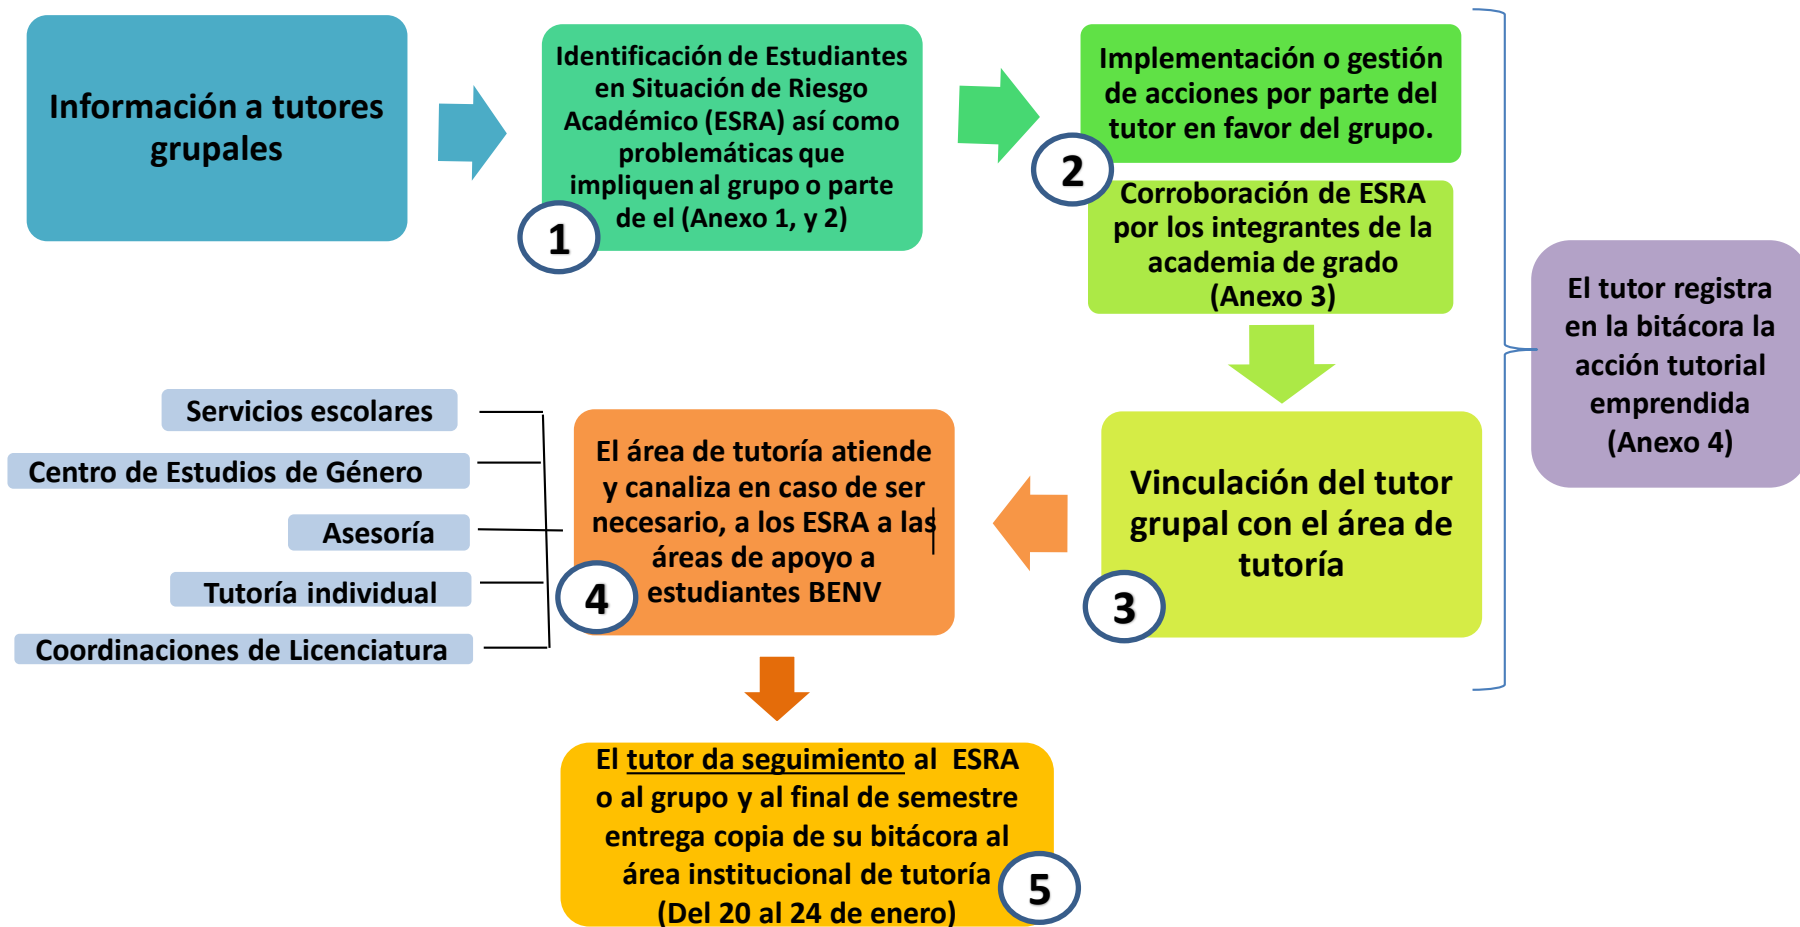 Información a tutores
grupales
Identificación de Estudiantes
en Situación de Riesgo
Académico (ESRA) así como
problemáticas que
impliquen al grupo o parte
de el (Anexo 1, y 2)
1
Implementación o gestión
de acciones por parte del
tutor en favor del grupo.
2
Corroboración de ESRA
por los integrantes de la
academia de grado
(Anexo 3)
El tutor registra
en la bitácora la
acción tutorial
emprendida
(Anexo 4)
Vinculación del tutor
grupal con el área de
tutoría
3
El área de tutoría atiende
y canaliza en caso de ser
necesario, a los ESRA a las
áreas de apoyo a
estudiantes BENV
4
Servicios escolares
Centro de Estudios de Género
Asesoría
Tutoría individual
Coordinaciones de Licenciatura
El tutor da seguimiento al ESRA
o al grupo y al final de semestre
entrega copia de su bitácora al
área institucional de tutoría
(Del 20 al 24 de enero)
5